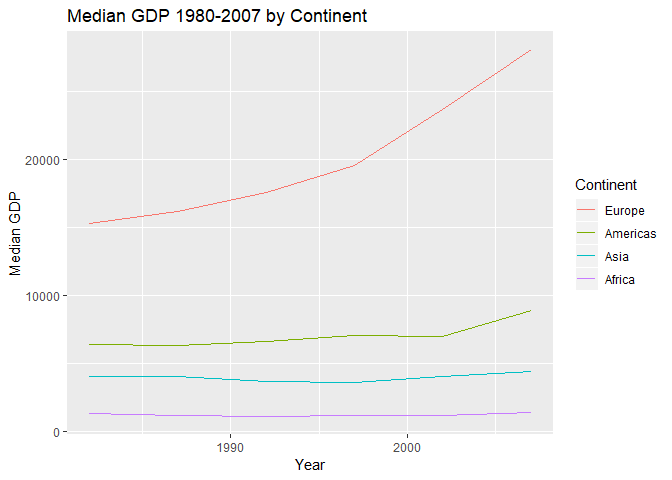 Median GDP 1980-2007 by Continent
20000
10000
0
Median GDP
1990
2000
Year
Continent
Europe
Americas
Asia
Africa